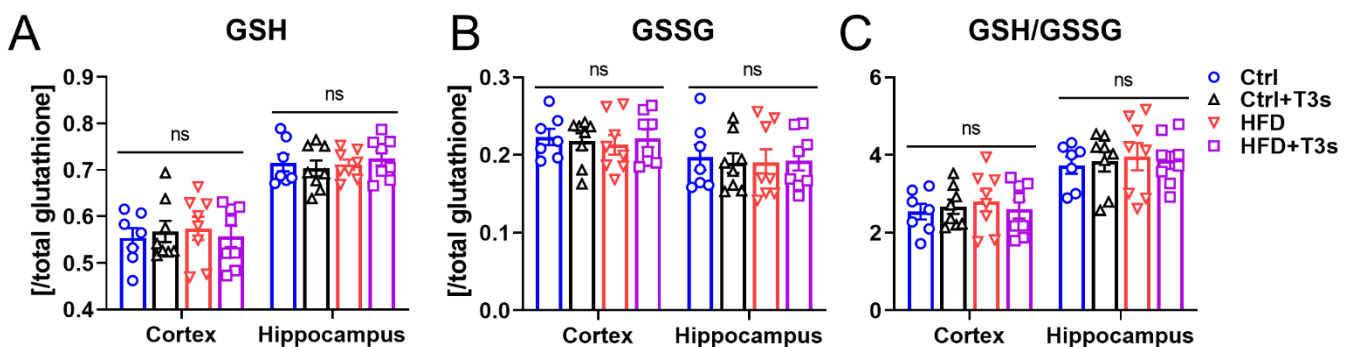 A GSH
[/total glutathione]
0.9
0.8
0.7
0.6
0.5
0.4
ns
ns
Cortex Hippocampus
B GSSG
[/total glutathione]
0.3
0.2
0.1
0.0
ns
ns
Cortex Hippocampus
C GSH/GSSG
6
4
2
0
ns
ns
Cortex Hippocampus
Ctrl
Ctrl+T3s
HFD
HFD+T3s